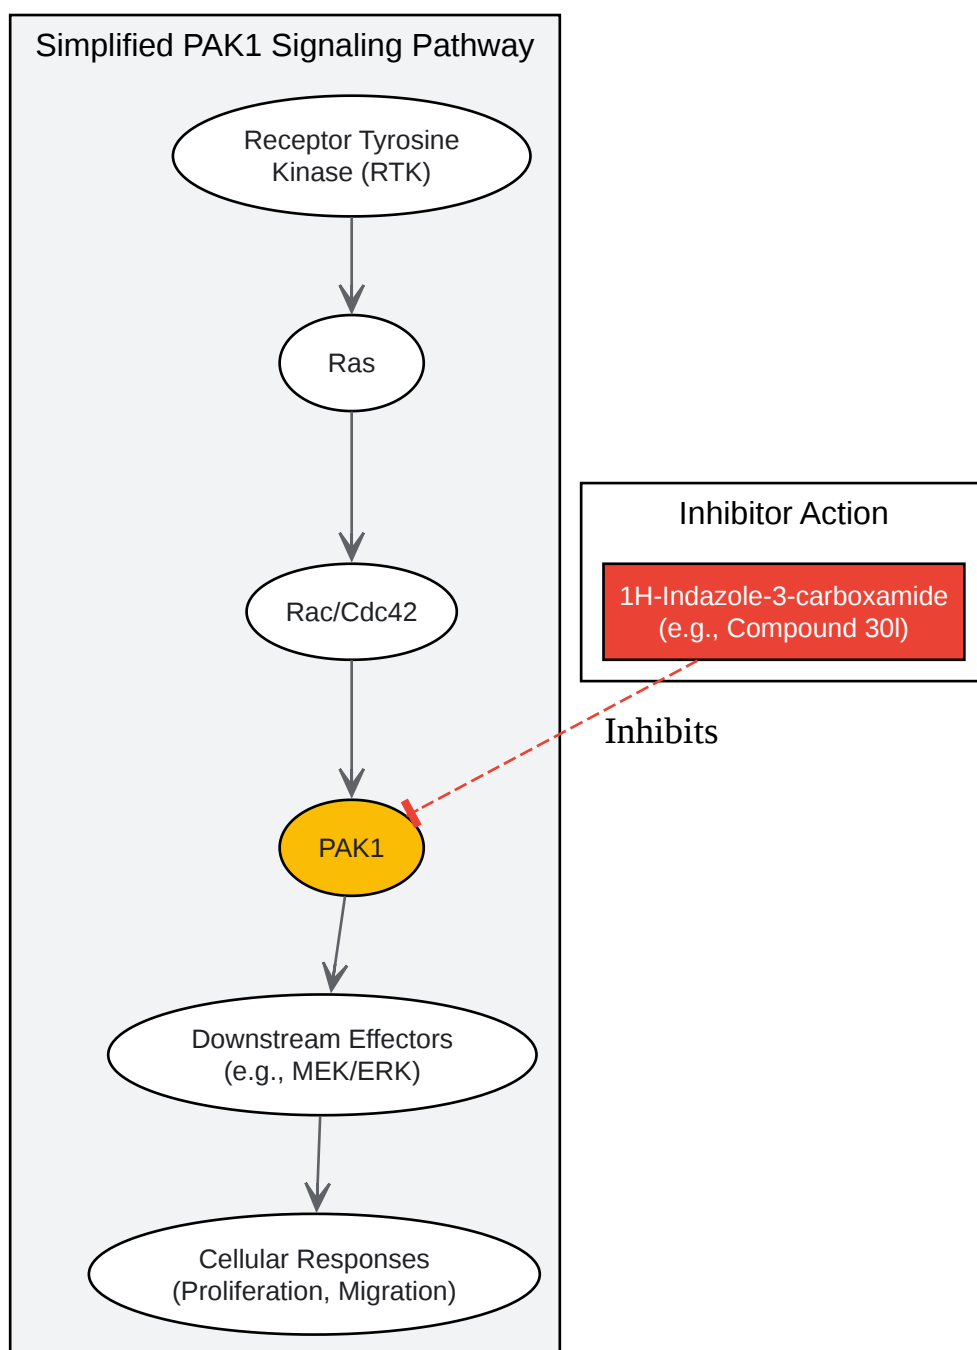 Simplified PAK1 Signaling Pathway
Receptor Tyrosine
Kinase (RTK)
Ras
Rac/Cdc42
Inhibitor Action
1H-Indazole-3-carboxamide
(e.g., Compound 30l)
Inhibits
PAK1
Downstream Effectors
(e.g., MEK/ERK)
Cellular Responses
(Proliferation, Migration)